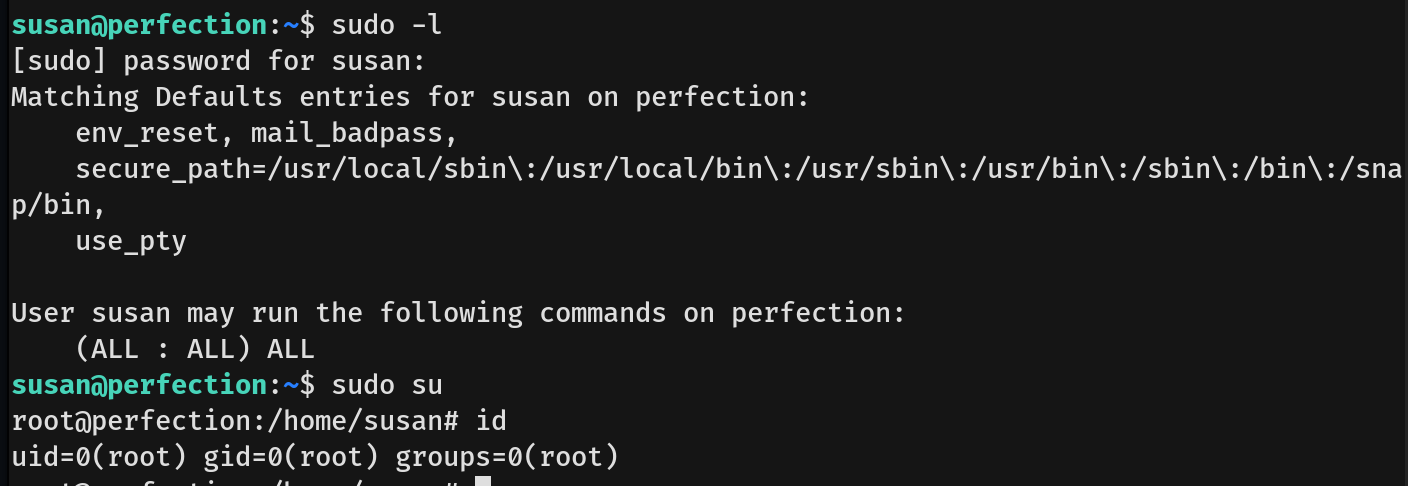 susan@perfection:~$ sudo -l
[sudo] password for susan:
Matching Defaults entries for susan on perfection:
    env_reset, mail_badpass,
    secure_path=/usr/local/sbin\:/usr/local/bin\:/usr/sbin\:/usr/bin\:/sbin\:/bin\:/sna
p/bin,
    use_pty

User susan may run the following commands on perfection:
    (ALL : ALL) ALL
susan@perfection:~$ sudo su
root@perfection:/home/susan# id
uid=0(root) gid=0(root) groups=0(root)